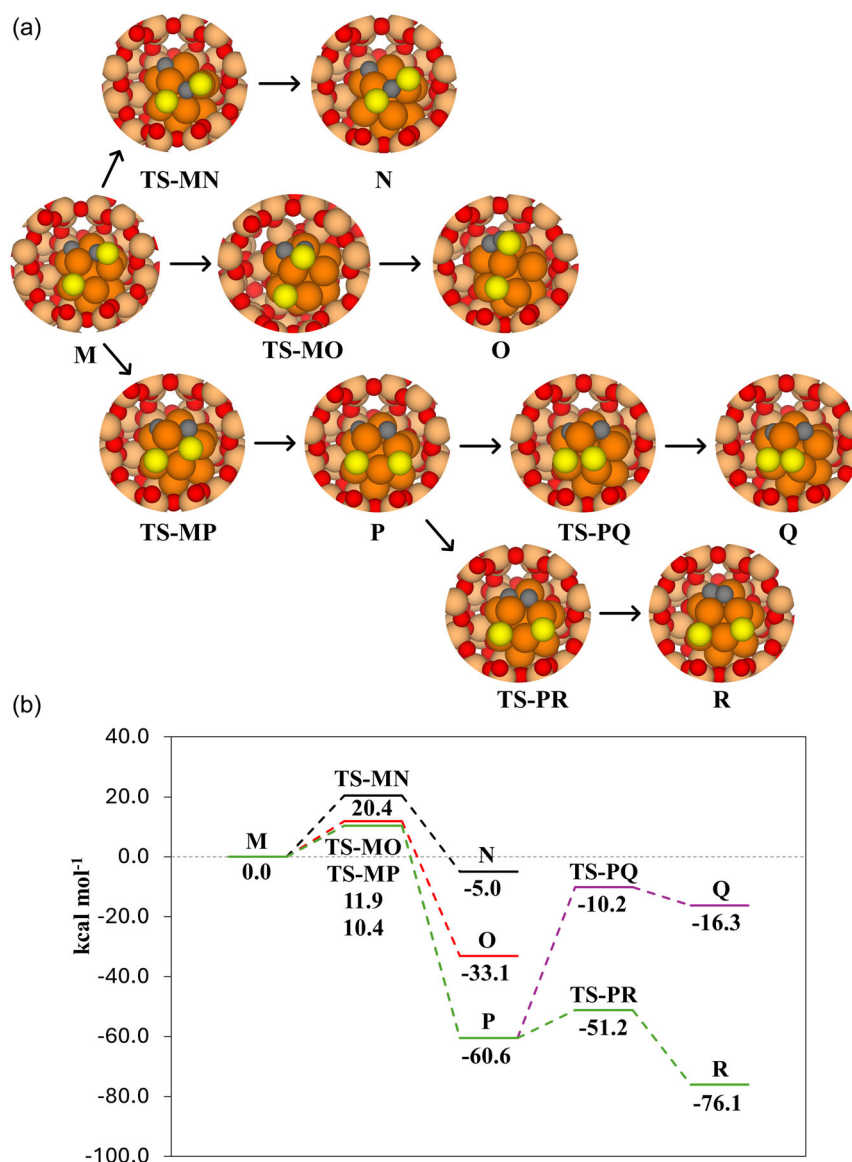 (a)
TS-MN
N
M
TS-MO
O
TS-MP
P
TS-PQ
Q
TS-PR
R
(b)
40.0
20.0
0.0
-20.0
-40.0
-60.0
-80.0
-100.0
kcal mol⁻¹
M
0.0
TS-MN
20.4
TS-MO
TS-MP
11.9
10.4
N
-5.0
O
-33.1
P
-60.6
TS-PQ
-10.2
Q
-16.3
TS-PR
-51.2
R
-76.1